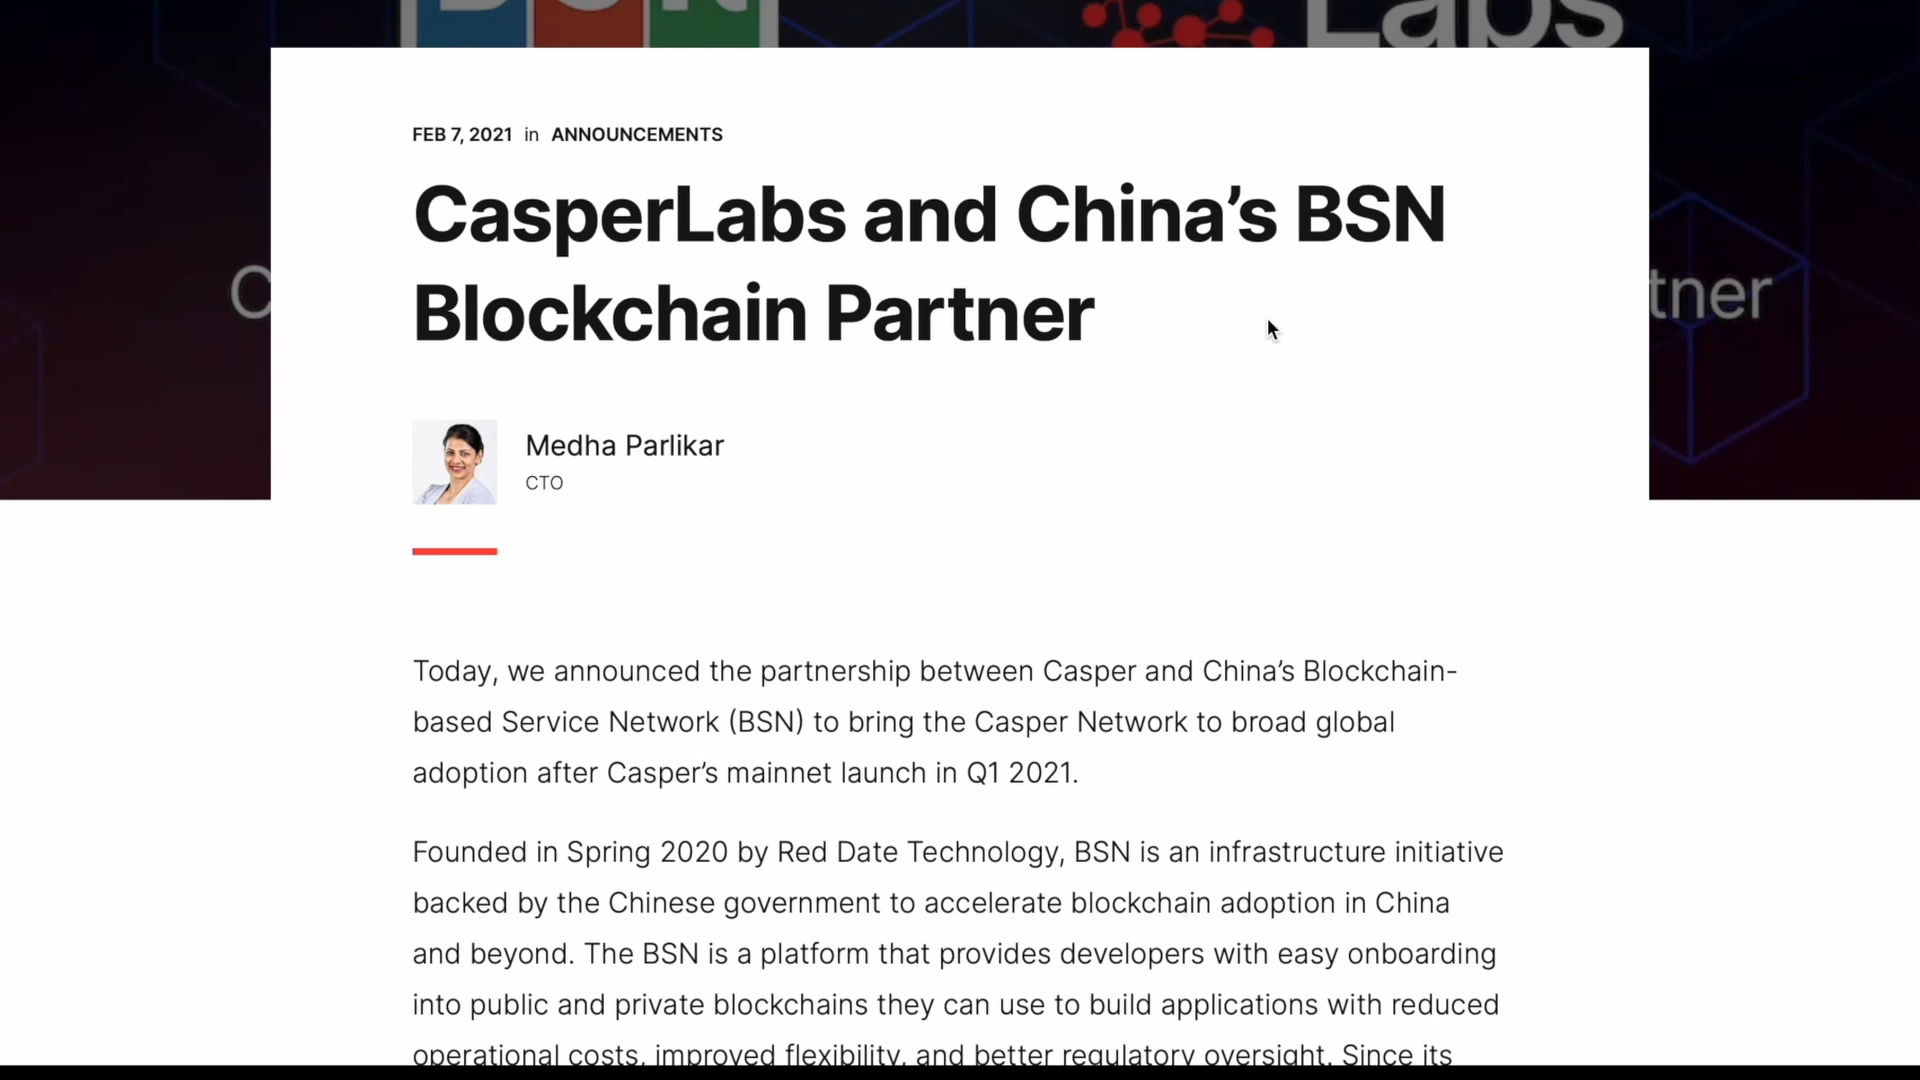 BSN
Labs
C
tner
FEB 7, 2021 in ANNOUNCEMENTS
CasperLabs and China’s BSN
Blockchain Partner
Medha Parlikar
CTO
Today, we announced the partnership between Casper and China’s Blockchain-
based Service Network (BSN) to bring the Casper Network to broad global
adoption after Casper’s mainnet launch in Q1 2021.
Founded in Spring 2020 by Red Date Technology, BSN is an infrastructure initiative
backed by the Chinese government to accelerate blockchain adoption in China
and beyond. The BSN is a platform that provides developers with easy onboarding
into public and private blockchains they can use to build applications with reduced
operational costs, improved flexibility, and better regulatory oversight. Since its